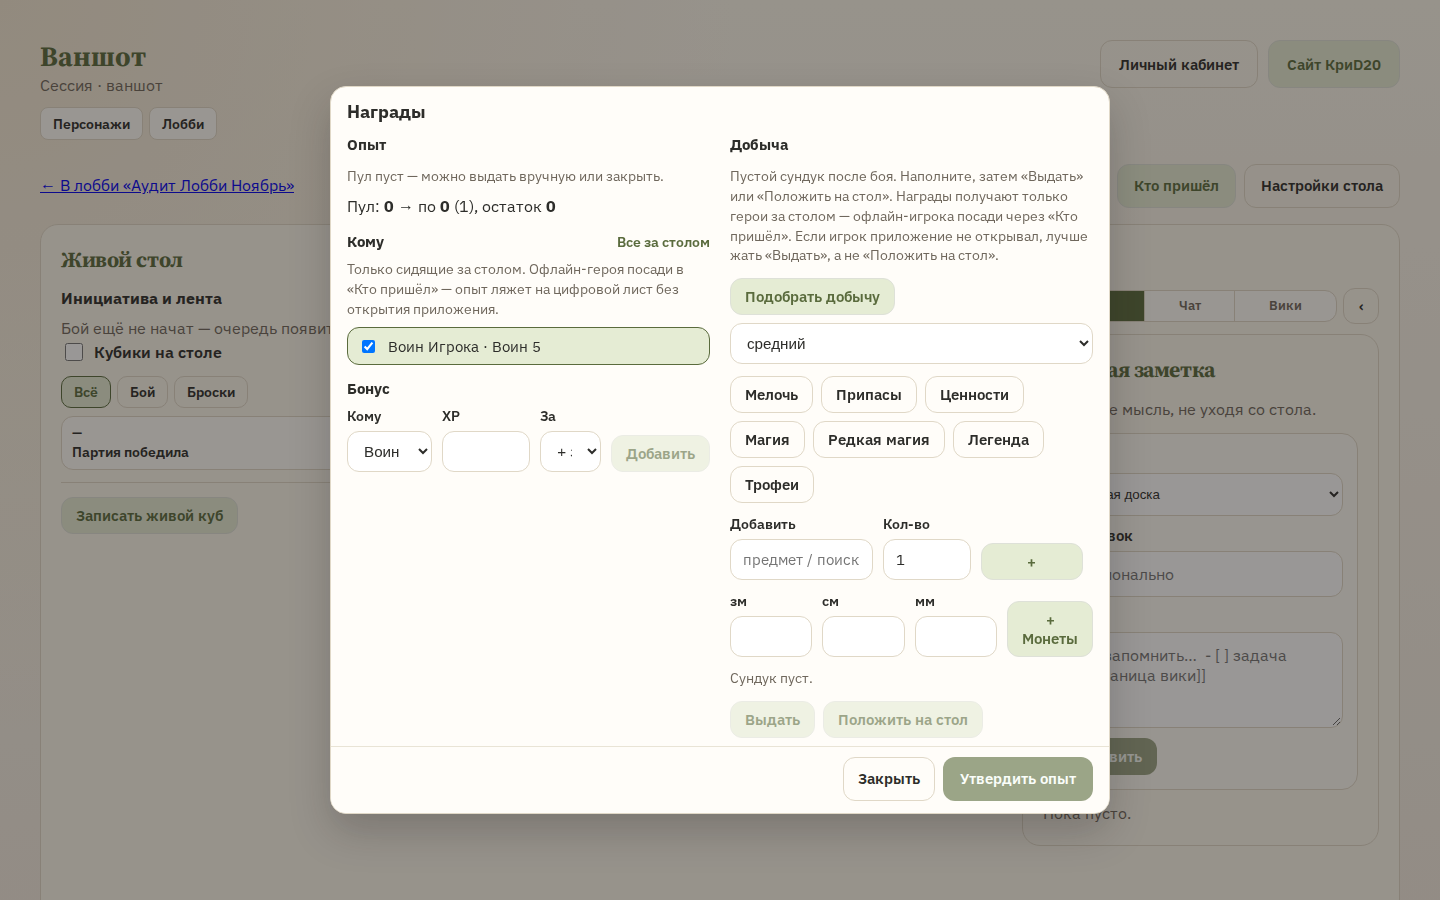 Ваншот
Сессия · ваншот
Персонажи
Лобби
Личный кабинет
Сайт КриD20
← В лобби «Аудит Лобби Ноябрь»
Кто пришёл
Настройки стола
Живой стол
Инициатива и лента
Бой ещё не начат — очередь
Кубики на столе
Всё
Бой
Броски
—
Партия победила
Записать живой куб
Награды
Опыт
Пул пуст — можно выдать вручную или закрыть.
Пул: 0 → по 0 (1), остаток 0
Кому
Все за столом
Только сидящие за столом. Офлайн-героя посади в
«Кто пришёл» — опыт ляжет на цифровой лист без
открытия приложения.
Воин Игрока · Воин 5
Бонус
Кому
XP
За
Воин
+
Добавить
Добыча
Пустой сундук после боя. Наполните, затем «Выдать»
или «Положить на стол». Награды получают только
герои за столом — офлайн-игрока посади через «Кто
пришёл». Если игрок приложение не открывал, лучше
жать «Выдать», а не «Положить на стол».
Подобрать добычу
средний
Мелочь
Припасы
Ценности
Магия
Редкая магия
Легенда
Трофеи
Добавить
Кол-во
предмет / поиск
1
+
зм
см
мм
+
Монеты
Сундук пуст.
Выдать
Положить на стол
Закрыть
Утвердить опыт
Чат
Вики
‹
заметка
мысль, не уходя со стола.
доска
запомнить... - [ ] задача
вики]]
Пока пусто.